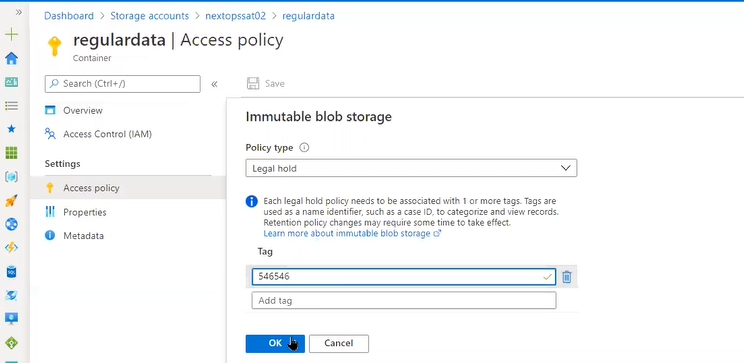 Dashboard > Storage accounts > nextopssat02 > regulardata
regulardata | Access policy
Container
Search (Ctrl+/)
«
Save
Overview
Access Control (IAM)
Settings
Access policy
Properties
Metadata
Immutable blob storage
Policy type
Legal hold
Each legal hold policy needs to be associated with 1 or more tags. Tags are
used as a name identifier, such as a case ID, to categorize and view records.
Retention policy changes may require some time to take effect.
Learn more about immutable blob storage
Tag
546546
Add tag
OK
Cancel